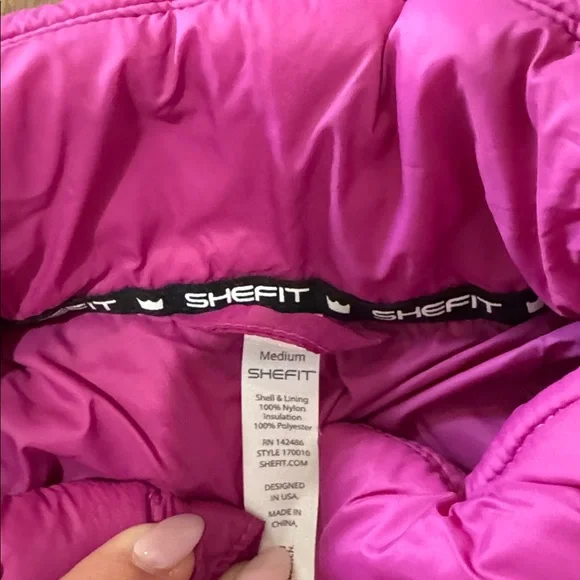 SHEFIT SHEFIT SHEFIT
Medium
SHEFIT
Shell & Lining
100% Nylon
Insulation
100% Polyester
RN 142486
STYLE 170010
SHEFIT.COM
DESIGNED
IN USA.
MADE IN
CHINA.